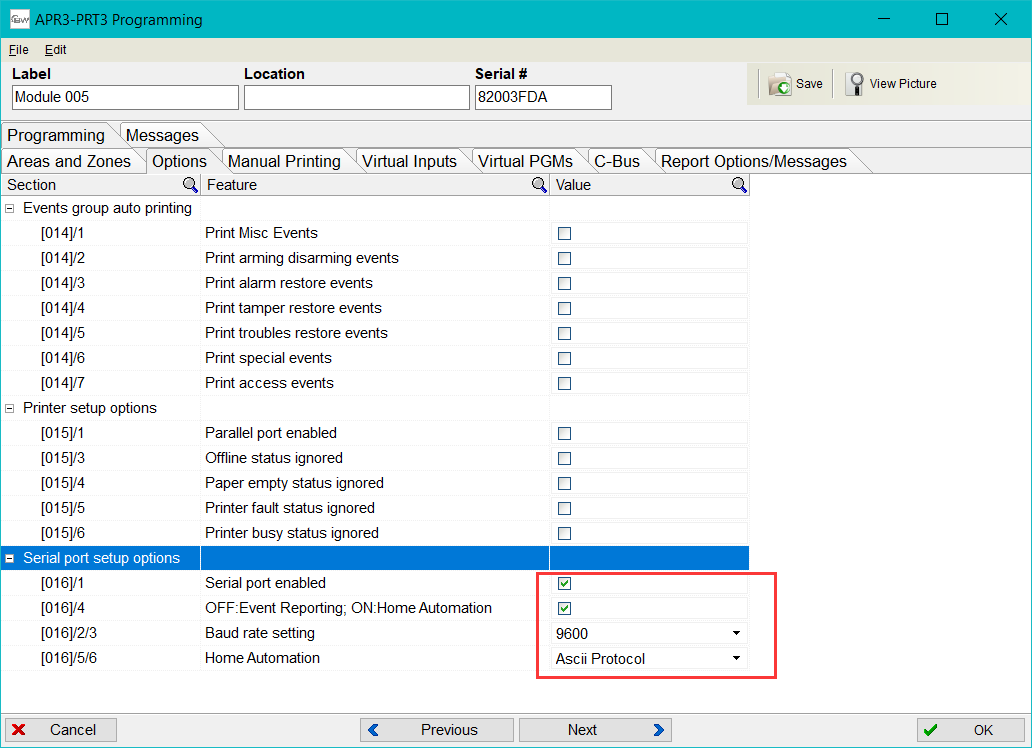 APR3-PRT3 Programming
File Edit
Label Location Serial #
Module 005 82003FDA Save View Picture
Programming Messages
Areas and Zones Options Manual Printing Virtual Inputs Virtual PGMs C-Bus Report Options/Messages
Section Feature Value
Events group auto printing
[014]/1 Print Misc Events
[014]/2 Print arming disarming events
[014]/3 Print alarm restore events
[014]/4 Print tamper restore events
[014]/5 Print troubles restore events
[014]/6 Print special events
[014]/7 Print access events
Printer setup options
[015]/1 Parallel port enabled
[015]/3 Offline status ignored
[015]/4 Paper empty status ignored
[015]/5 Printer fault status ignored
[015]/6 Printer busy status ignored
Serial port setup options
[016]/1 Serial port enabled
[016]/4 OFF:Event Reporting; ON:Home Automation
[016]/2/3 Baud rate setting 9600
[016]/5/6 Home Automation Ascii Protocol
Cancel Previous Next OK